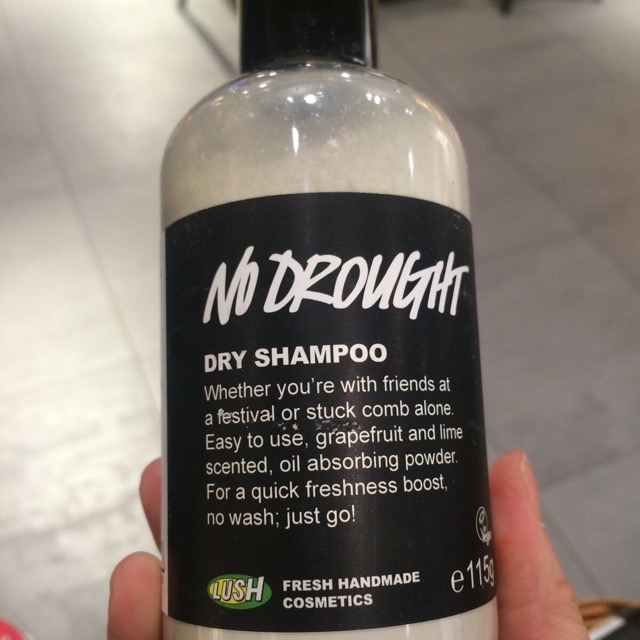 NO DROUGHT
DRY SHAMPOO
Whether you're with friends at
a festival or stuck comb alone.
Easy to use, grapefruit and lime
scented, oil absorbing powder.
For a quick freshness boost,
no wash; just go!
LUSH
FRESH HANDMADE
COSMETICS
e115g